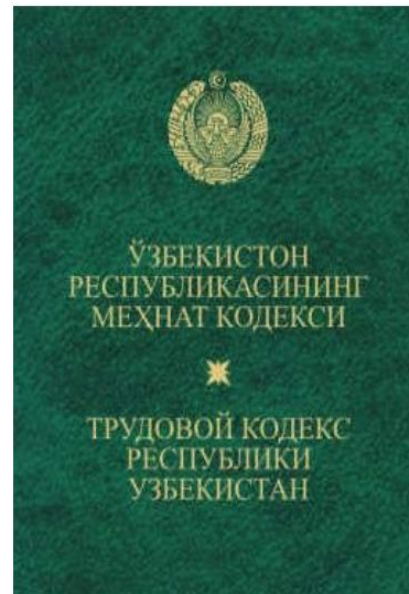 ЎЗБЕКИСТОН
РЕСПУБЛИКАСИНИНГ
МЕҲНАТ КОДЕКСИ
ТРУДОВОЙ КОДЕКС
РЕСПУБЛИКИ
УЗБЕКИСТАН